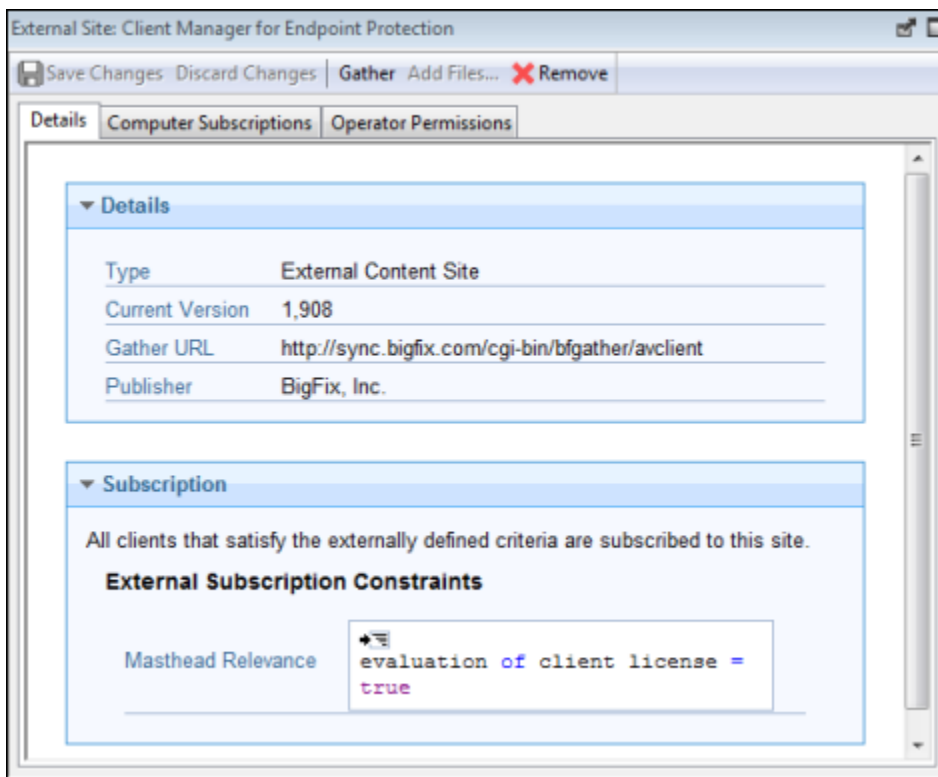 External Site: Client Manager for Endpoint Protection
Save Changes Discard Changes Gather Add Files... Remove
Details Computer Subscriptions Operator Permissions
Details
Type External Content Site
Current Version 1,908
Gather URL http://sync.bigfix.com/cgi-bin/bfgather/avclient
Publisher BigFix, Inc.
Subscription
All clients that satisfy the externally defined criteria are subscribed to this site.
External Subscription Constraints
Masthead Relevance evaluation of client license =
true